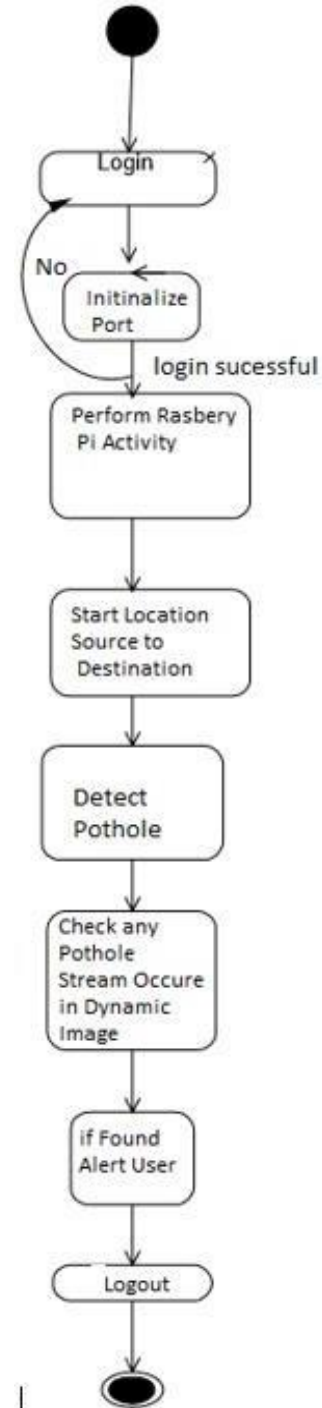 Login
No
Initinalize
Port
login sucessful
Perform Rasbery
Pi Activity
Start Location
Source to
Destination
Detect
Pothole
Check any
Pothole
Stream Occure
in Dynamic
Image
if Found
Alert User
Logout